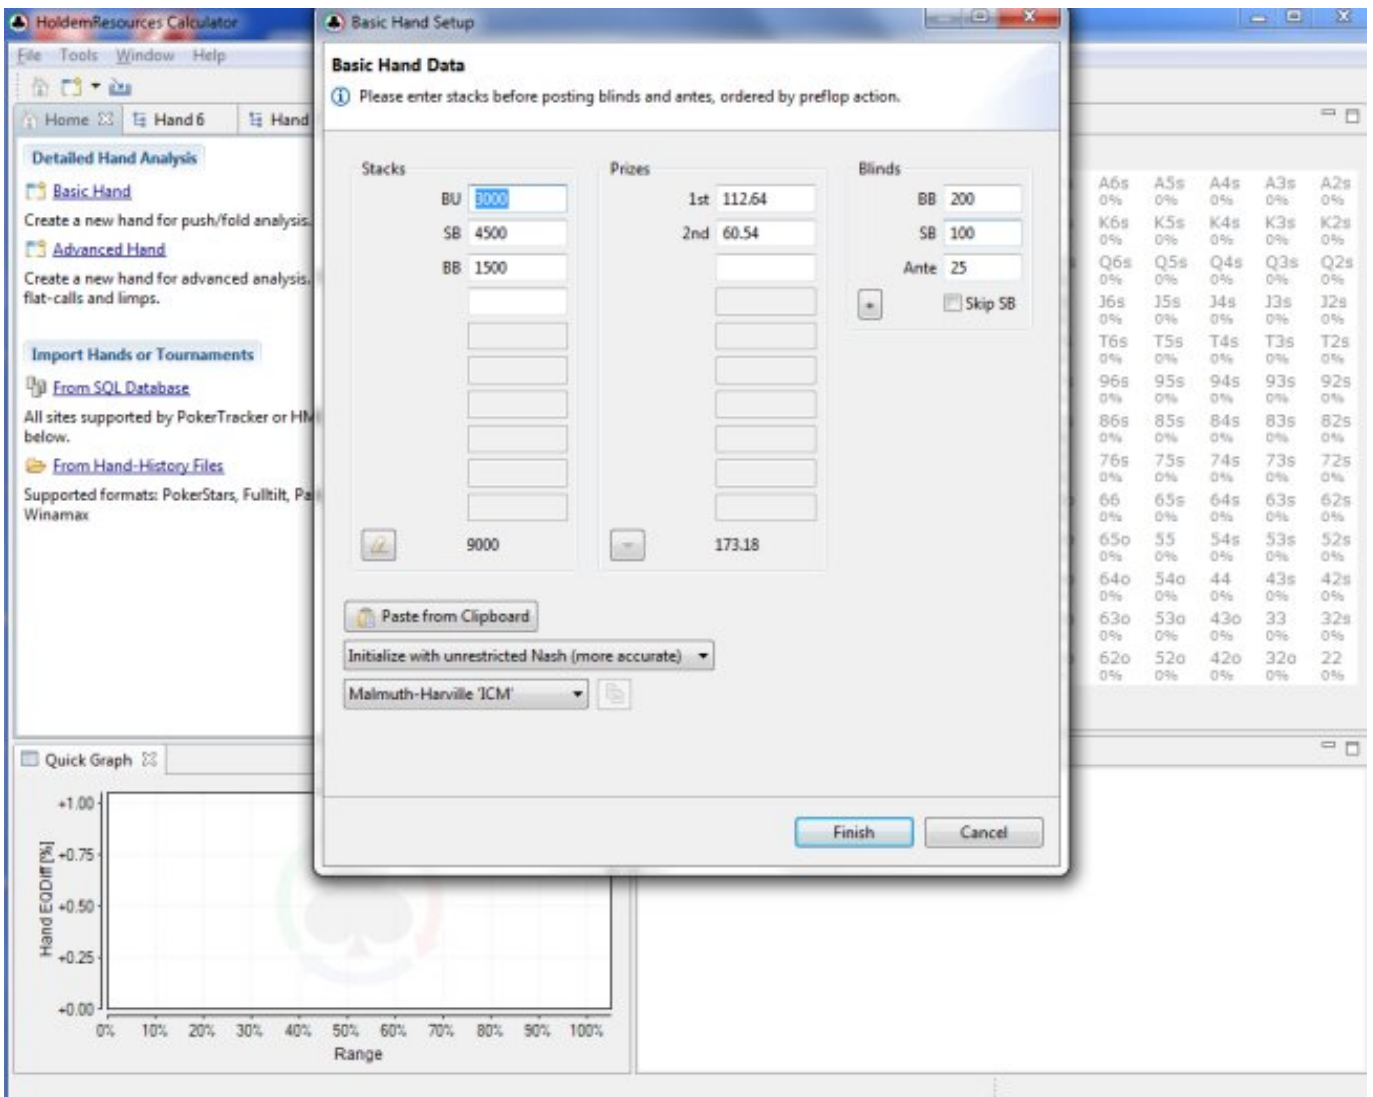 HoldemResources Calculator
File Tools Window Help
Home Hand 6 Hand
Detailed Hand Analysis
Basic Hand
Create a new hand for push/fold analysis.
Advanced Hand
Create a new hand for advanced analysis,
flat-calls and limps.
Import Hands or Tournaments
From SQL Database
All sites supported by PokerTracker or HM
below.
From Hand-History Files
Supported formats: PokerStars, Fulltilt, Pa
Winamax
Basic Hand Setup
Basic Hand Data
Please enter stacks before posting blinds and antes, ordered by preflop action.
Stacks
BU 3000
SB 4500
BB 1500
9000
Prizes
1st 112.64
2nd 60.54
173.18
Blinds
BB 200
SB 100
Ante 25
+ Skip SB
Paste from Clipboard
Initialize with unrestricted Nash (more accurate)
Malmuth-Harville 'ICM'
Finish Cancel
A6s A5s A4s A3s A2s
0% 0% 0% 0% 0%
K6s K5s K4s K3s K2s
0% 0% 0% 0% 0%
Q6s Q5s Q4s Q3s Q2s
0% 0% 0% 0% 0%
J6s J5s J4s J3s J2s
0% 0% 0% 0% 0%
T6s T5s T4s T3s T2s
0% 0% 0% 0% 0%
96s 95s 94s 93s 92s
0% 0% 0% 0% 0%
86s 85s 84s 83s 82s
0% 0% 0% 0% 0%
76s 75s 74s 73s 72s
0% 0% 0% 0% 0%
66 65s 64s 63s 62s
0% 0% 0% 0% 0%
65o 55 54s 53s 52s
0% 0% 0% 0% 0%
64o 54o 44 43s 42s
0% 0% 0% 0% 0%
63o 53o 43o 33 32s
0% 0% 0% 0% 0%
62o 52o 42o 32o 22
0% 0% 0% 0% 0%
Quick Graph
Hand EQDiff [%]
+1.00
+0.75
+0.50
+0.25
+0.00
0% 10% 20% 30% 40% 50% 60% 70% 80% 90% 100%
Range